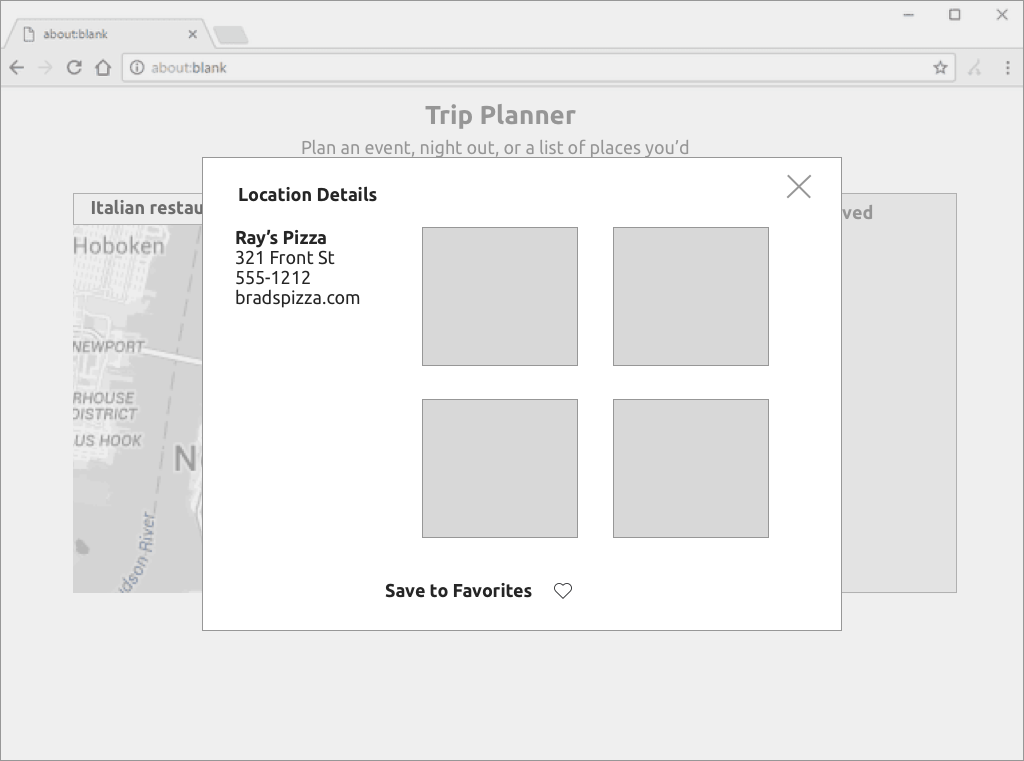 about:blank
about:blank
Trip Planner
Plan an event, night out, or a list of places you’d
Location Details
Italian restau
ved
Ray’s Pizza
321 Front St
555-1212
bradspizza.com
Hoboken
NEWPORT
RHOUSE
DISTRICT
US HOOK
N
dson River
Save to Favorites